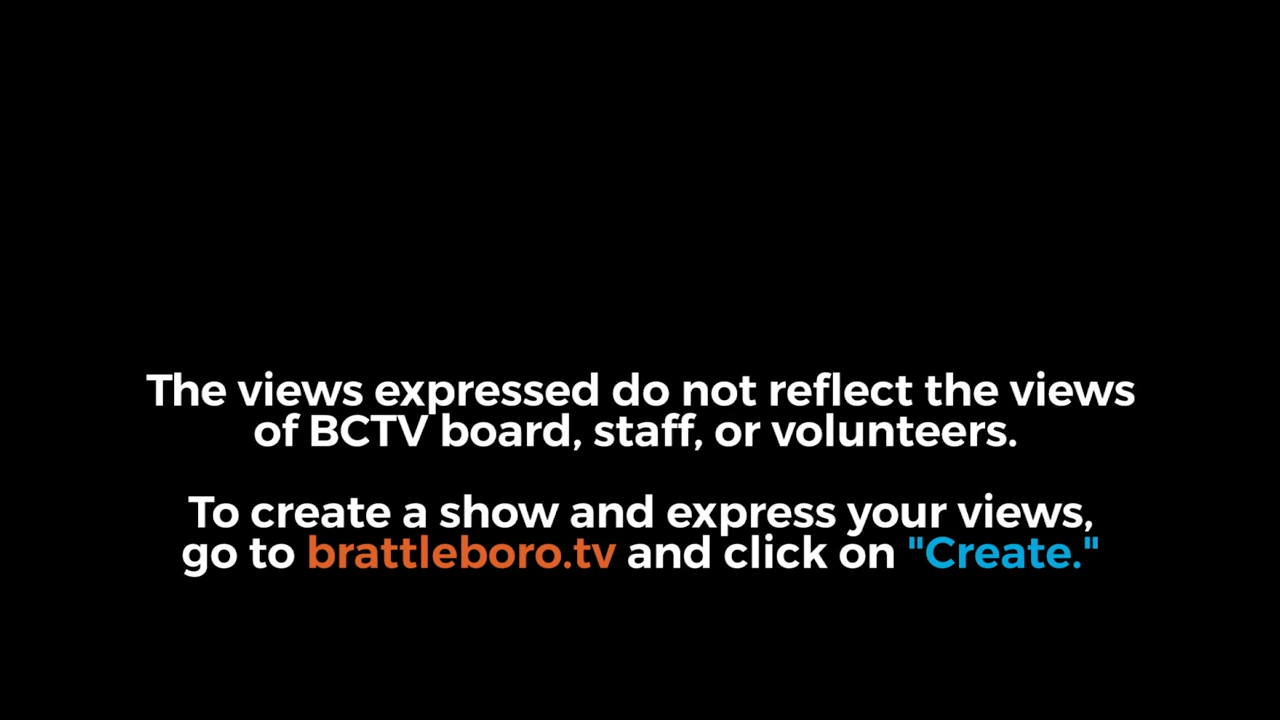 The views expressed do not reflect the views
of BCTV board, staff, or volunteers.
To create a show and express your views,
go to brattleboro.tv and click on "Create."